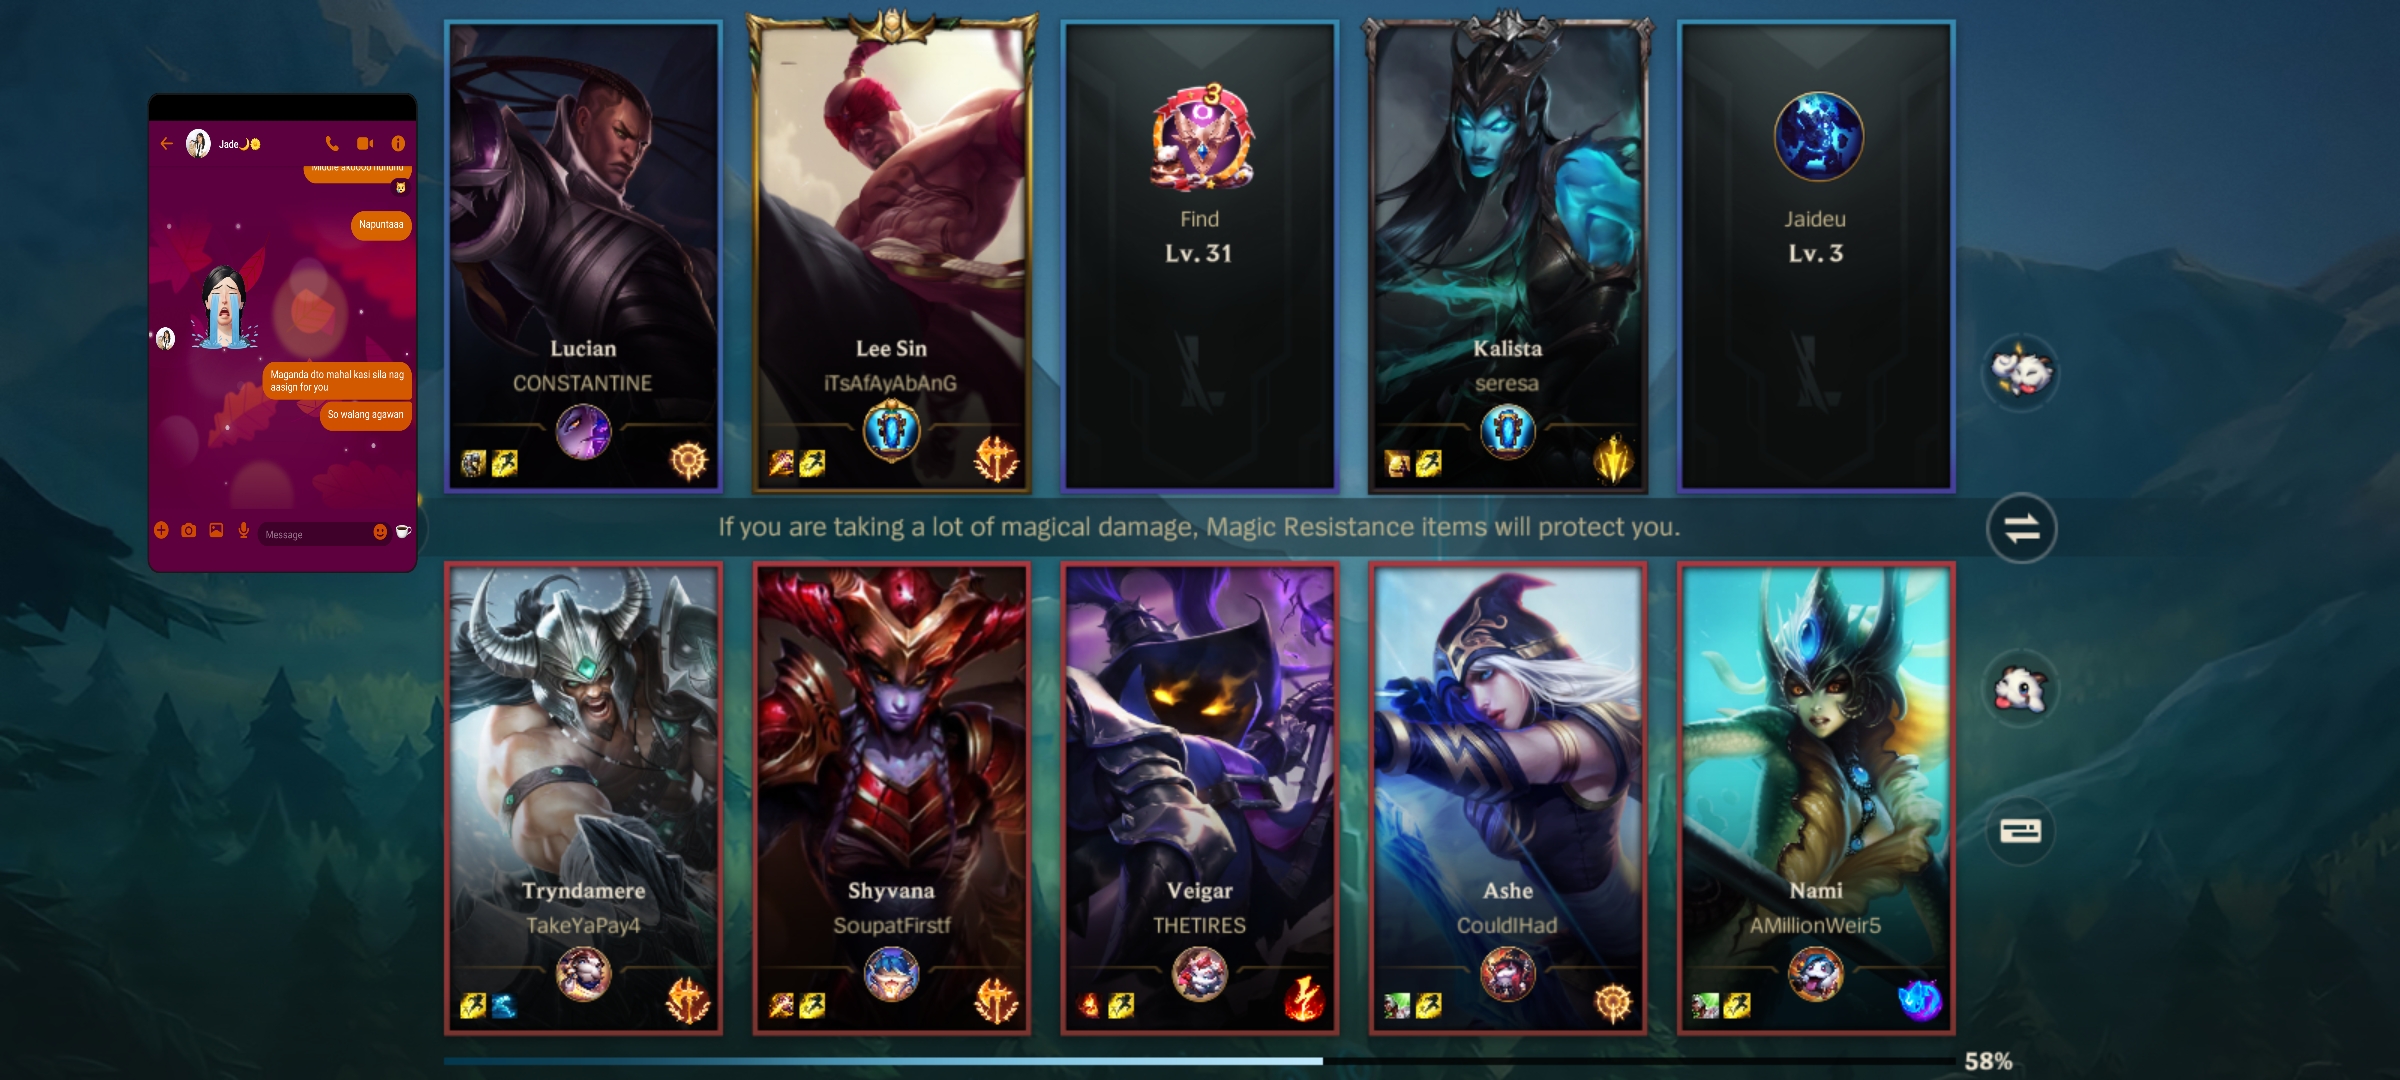 Jade🌙🌼
Napuntaaa
Maganda dto mahal kasi sila nag
aasign for you
So walang agawan
Message
Lucian
CONSTANTINE
Lee Sin
iTsAfAyAbAnG
3
Find
Lv. 31
Kalista
seresa
Jaideu
Lv. 3
If you are taking a lot of magical damage, Magic Resistance items will protect you.
Tryndamere
TakeYaPay4
Shyvana
SoupatFirstf
Veigar
THETIRES
Ashe
CouldIHad
Nami
AMillionWeir5
58%